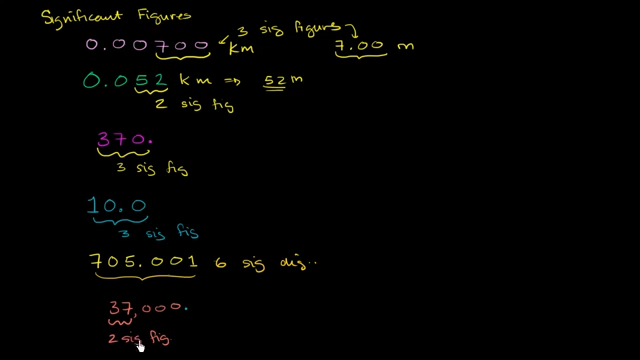 Significant Figures
0.00700 km 3 sig figures 7.00 m
0.052 km ⇒ 52 m
2 sig fig
370.
3 sig fig
10.0
3 sig fig
705.001 6 sig dig..
37,000.
2 sig fig